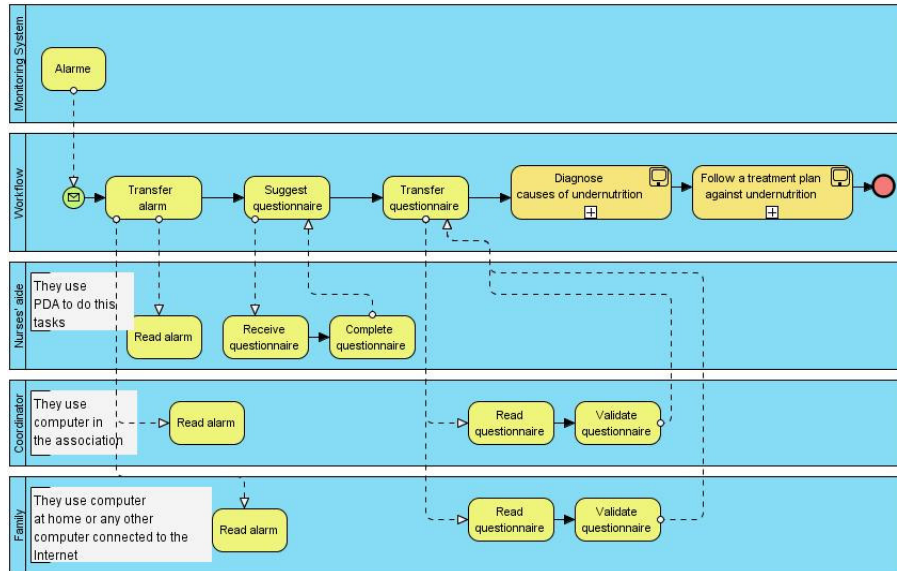 Monitoring System
Alarme
Workflow
Transfer
alarm
Suggest
questionnaire
Transfer
questionnaire
Diagnose
causes of undernutrition
Follow a treatment plan
against undernutrition
Nurses' aide
They use
PDA to do this
tasks
Read alarm
Receive
questionnaire
Complete
questionnaire
Coordinator
They use
computer in
the association
Read alarm
Read
questionnaire
Validate
questionnaire
Family
They use computer
at home or any other
computer connected to the
Internet
Read alarm
Read
questionnaire
Validate
questionnaire